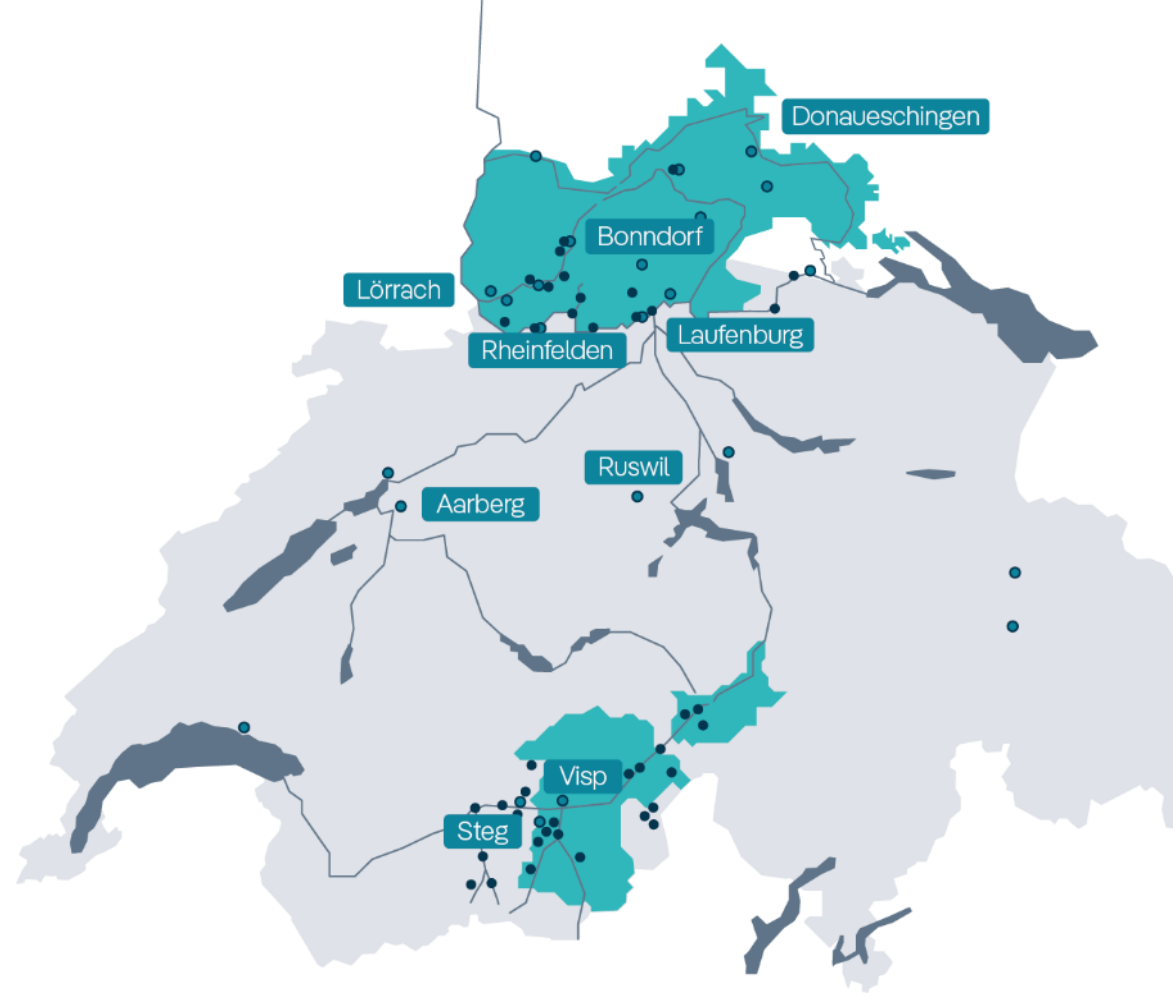 Donaueschingen
Bonndorf
Lörrach
Laufenburg
Rheinfelden
Ruswil
Aarberg
Visp
Steg